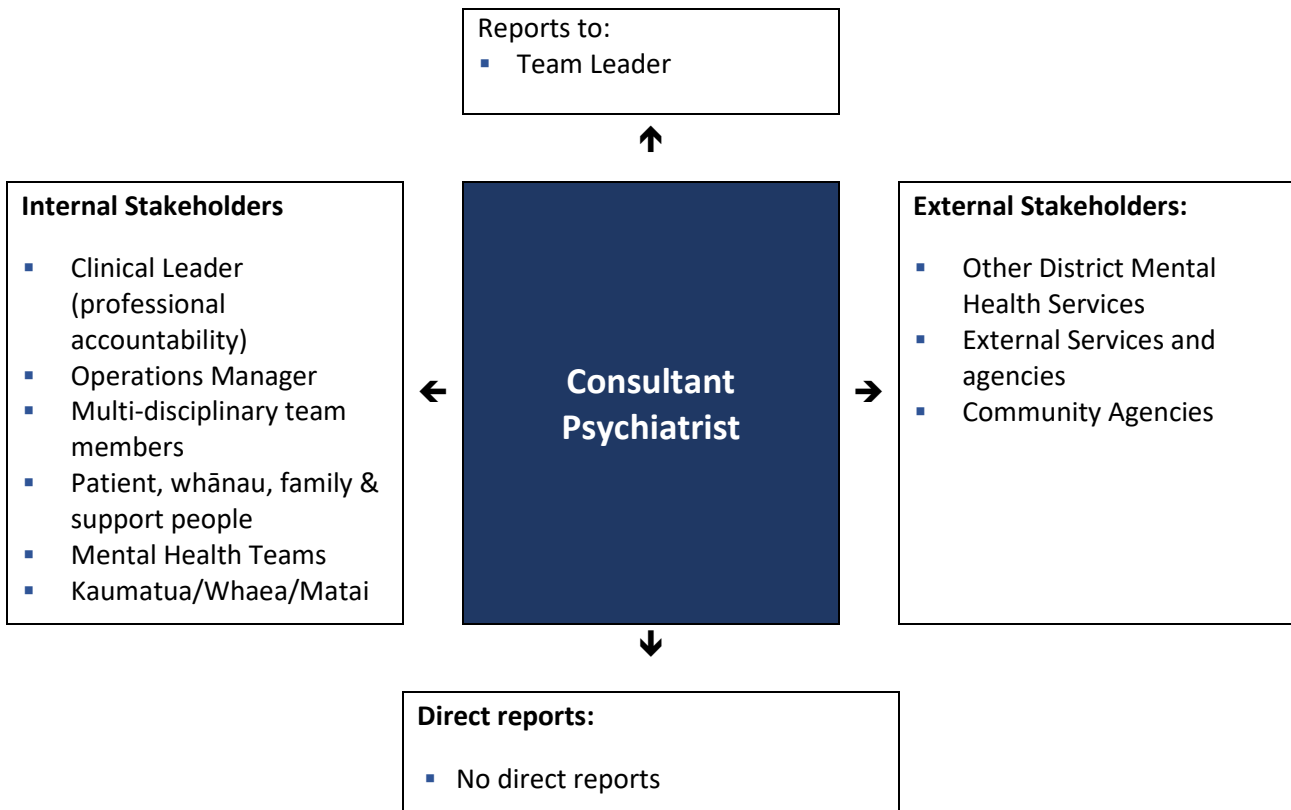 Reports to:
▪ Team Leader
Internal Stakeholders
▪ Clinical Leader
(professional
accountability)
▪ Operations Manager
▪ Multi-disciplinary team
members
▪ Patient, whānau, family &
support people
▪ Mental Health Teams
▪ Kaumatua/Whaea/Matai
Consultant
Psychiatrist
External Stakeholders:
▪ Other District Mental
Health Services
▪ External Services and
agencies
▪ Community Agencies
Direct reports:
▪ No direct reports